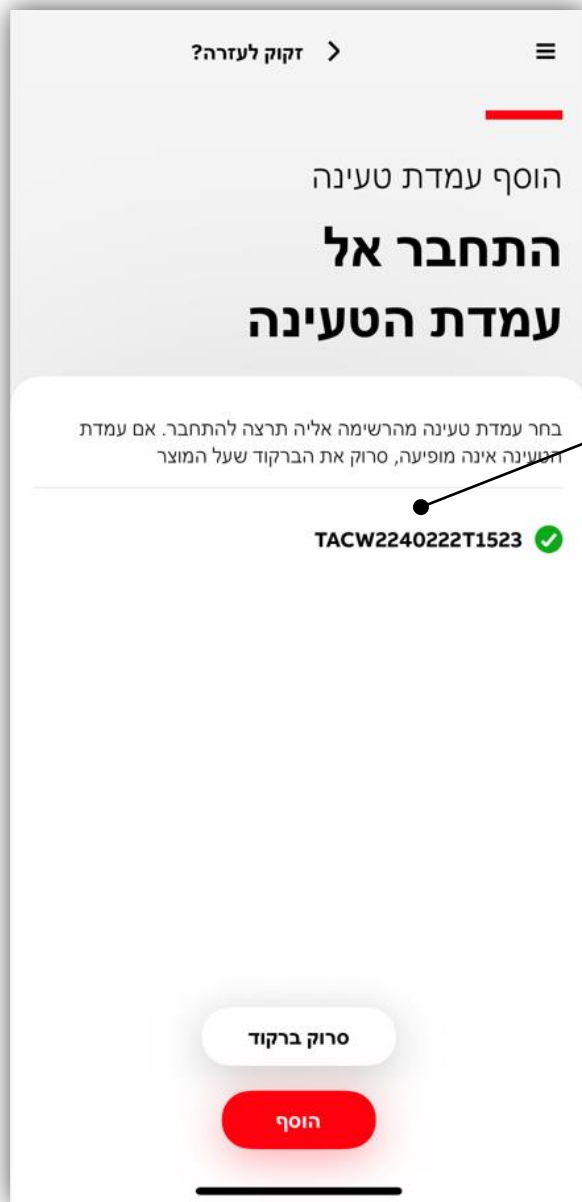 זקוק לעזרה?
הוסף עמדת טעינה
התחבר אל
עמדת הטעינה
בחר עמדת טעינה מהרשימה אליה תרצה להתחבר. אם עמדת
הטעינה אינה מופיעה, סרוק את הברקוד שעל המוצר
TACW2240222T1523
סרוק ברקוד
הוסף